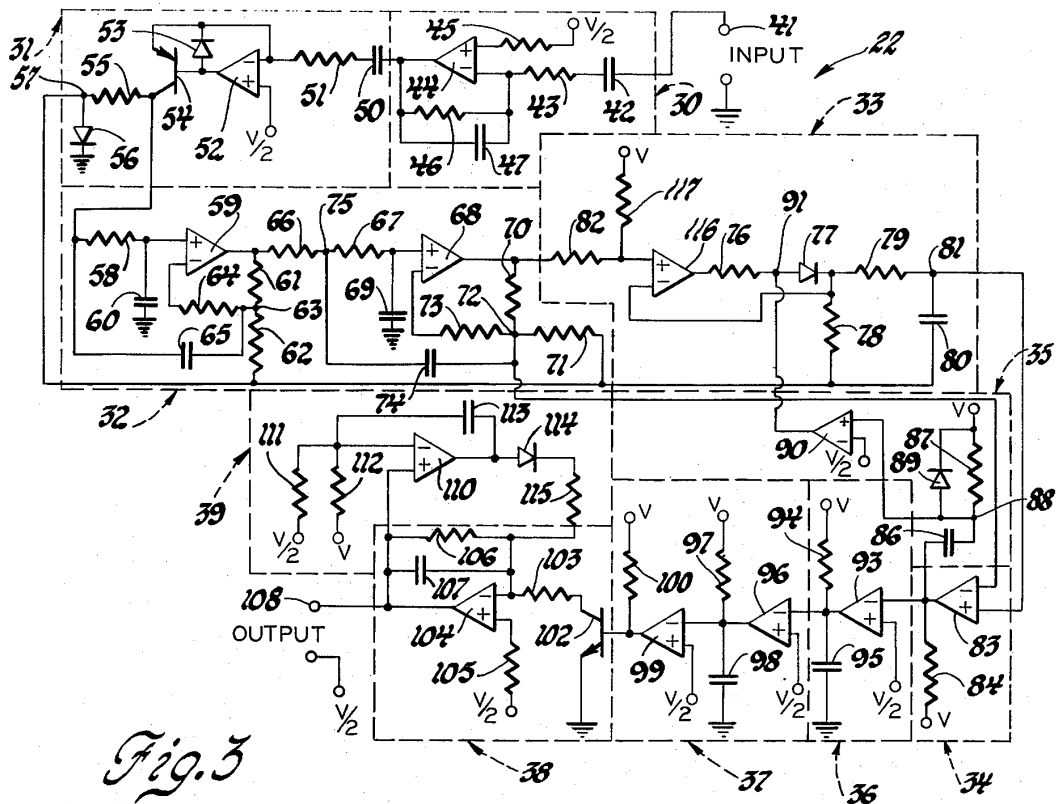 31 53 45 V/2 41
INPUT
22
57 55 54 52 51 50 44 43 42 30 33
V/2
56 46 47
V
117
59 75 68 70 82 116 76 91 77 79 81
58 66 67
64 61 63 69 73 72 71 78
60 65 62 74 80 35
32
113 114 V
111 112 110 90 89 87
V/2 88
39 115
V/2 V 86
V V V
106 100 97 94 93
108 107 103 96
OUTPUT 104 102 99 83
105 98 95 84
V/2 V/2 V/2 V/2 V/2 V
Fig. 3
38 37 36 34